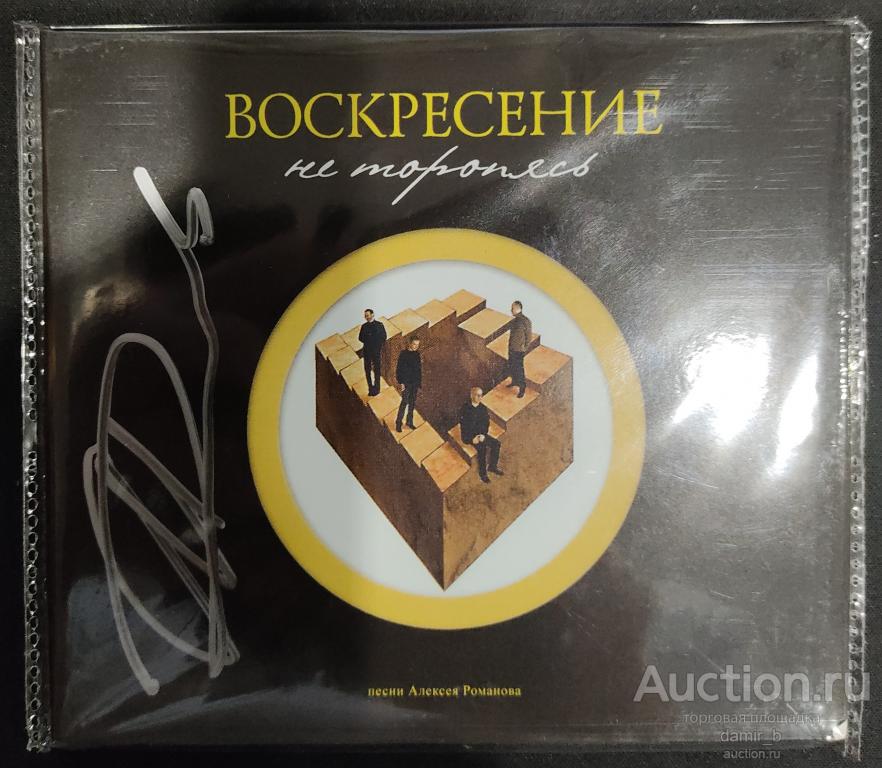 ВОСКРЕСЕНИЕ
не торопясь
песни Алексея Романова
Auction.ru
торговая площадка
damir_b
auction.ru